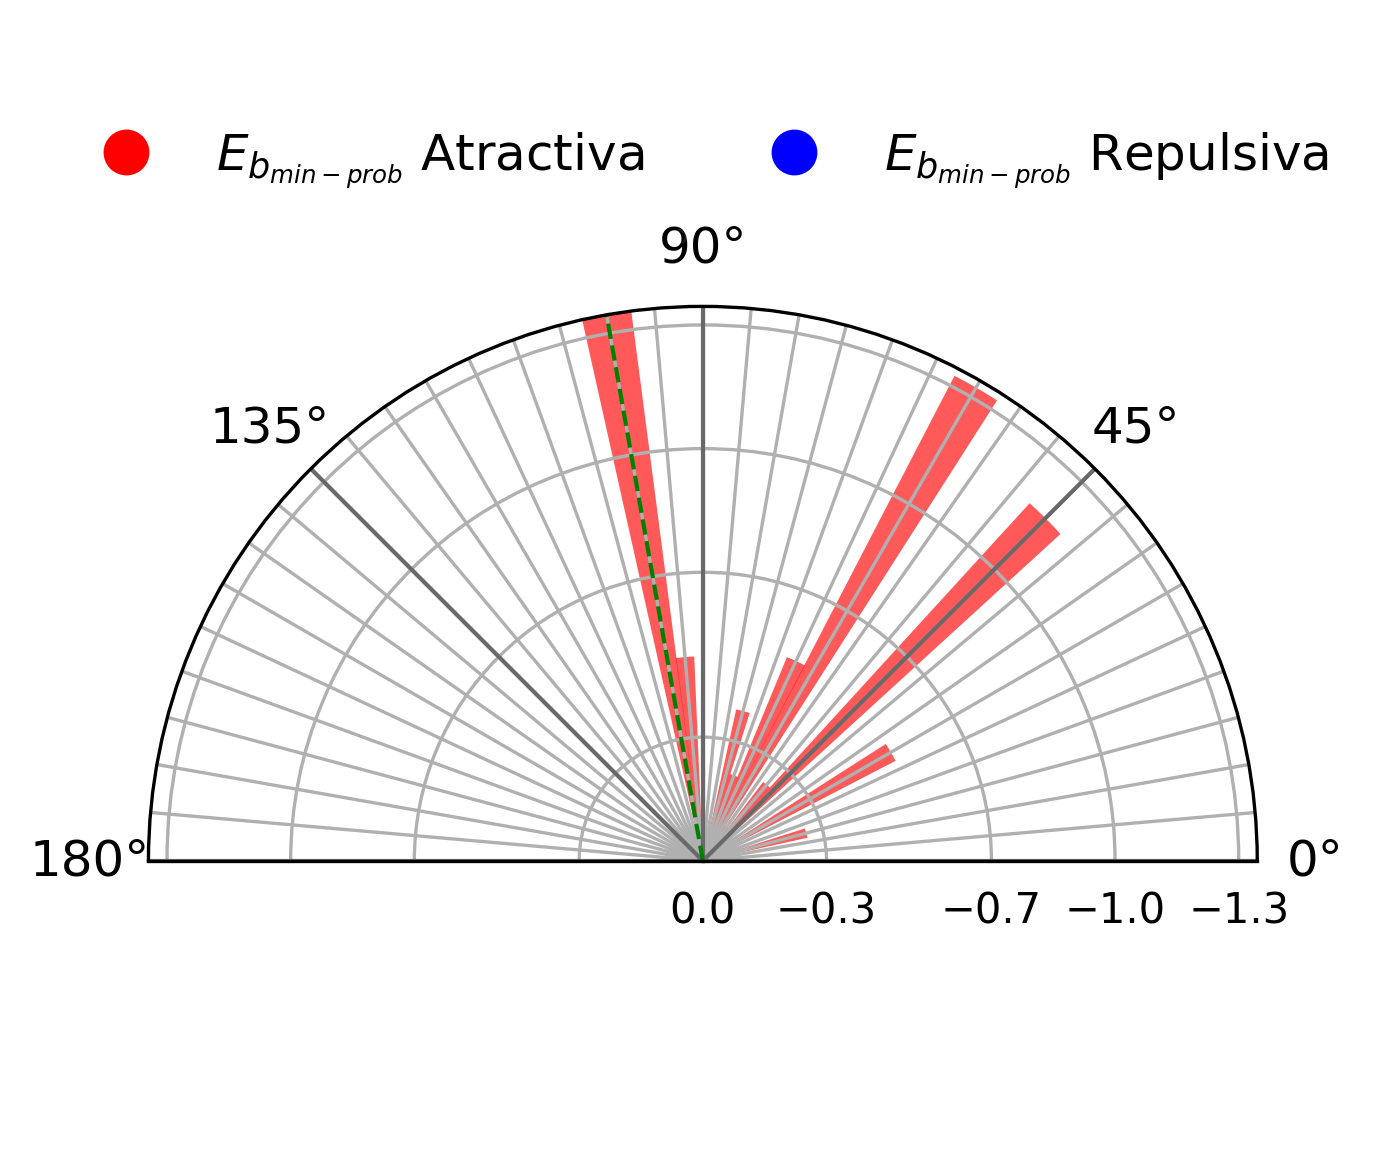 E_{b_{min-prob}} Atractiva E_{b_{min-prob}} Repulsiva
90°
135° 45°
180° 0°
0.0 −0.3 −0.7 −1.0 −1.3